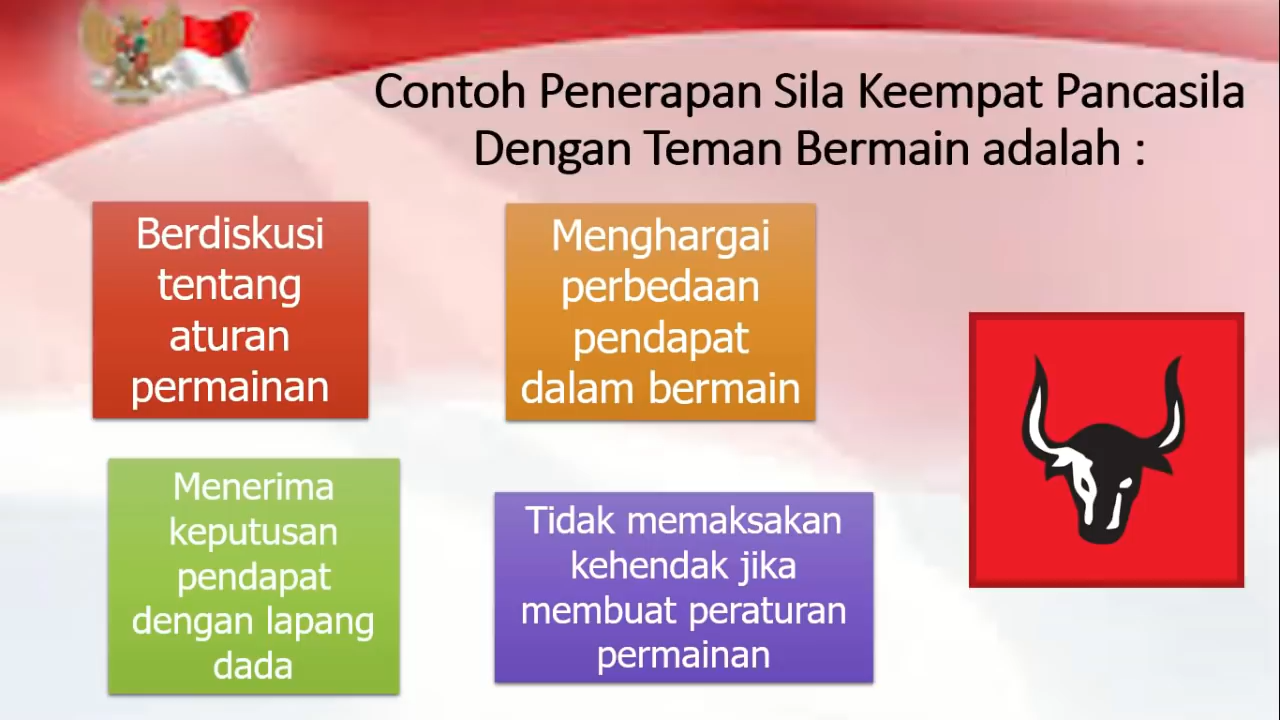 Contoh Penerapan Sila Keempat Pancasila
Dengan Teman Bermain adalah :
Berdiskusi
tentang
aturan
permainan
Menghargai
perbedaan
pendapat
dalam bermain
Menerima
keputusan
pendapat
dengan lapang
dada
Tidak memaksakan
kehendak jika
membuat peraturan
permainan